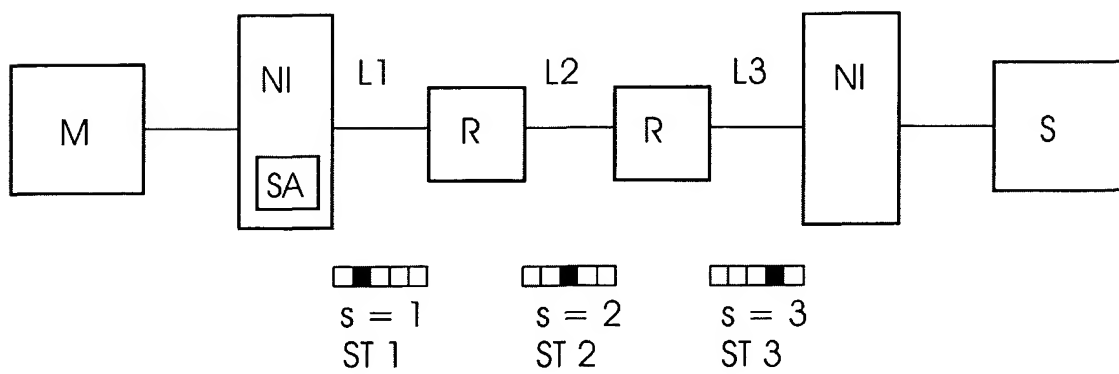 M
NI
SA
L1
R
L2
R
L3
NI
S
s = 1
ST 1
s = 2
ST 2
s = 3
ST 3